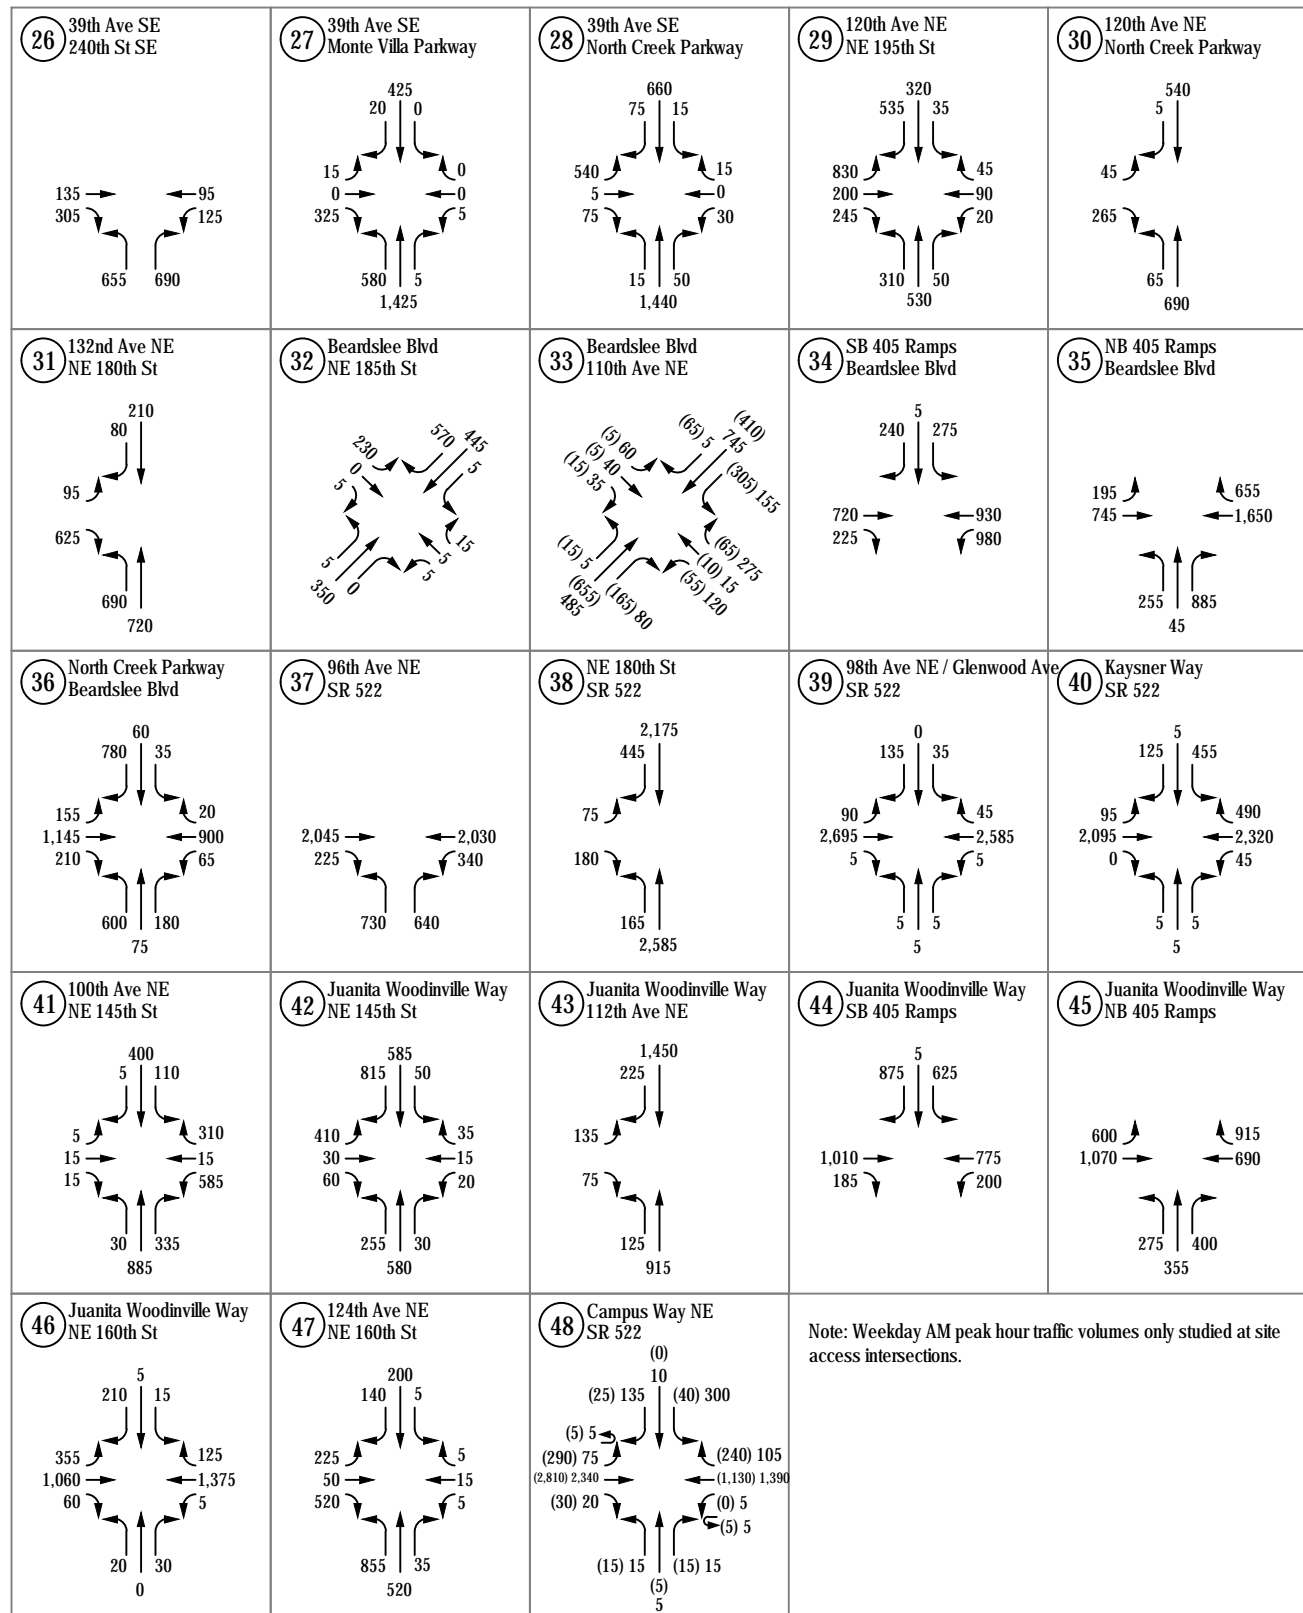 26 39th Ave SE
240th St SE
135 95
305 125
655 690
27 39th Ave SE
Monte Villa Parkway
425
20 0
15 0
0 0
325 5
580 5
1,425
28 39th Ave SE
North Creek Parkway
660
75 15
540 15
5 0
75 30
15 50
1,440
29 120th Ave NE
NE 195th St
320
535 35
830 45
200 90
245 20
310 50
530
30 120th Ave NE
North Creek Parkway
540
5
45
265
65
690
31 132nd Ave NE
NE 180th St
210
80
95
625
690
720
32 Beardslee Blvd
NE 185th St
230 570 445
0 5
5
5 15
350 5
0 5
33 Beardslee Blvd
110th Ave NE
(5) 60 (65) 5 (410)
745
(5) 40
(15) 35 (305) 155
(15) 5 (65) 275
(655) (10) 15
485 (165) 80 (55) 120
34 SB 405 Ramps
Beardslee Blvd
5
240 275
720 930
225 980
35 NB 405 Ramps
Beardslee Blvd
195 655
745 1,650
255 885
45
36 North Creek Parkway
Beardslee Blvd
60
780 35
155 20
1,145 900
210 65
600 180
75
37 96th Ave NE
SR 522
2,045 2,030
225 340
730 640
38 NE 180th St
SR 522
2,175
445
75
180
165
2,585
39 98th Ave NE / Glenwood Ave
SR 522
0
135 35
90 45
2,695 2,585
5 5
5 5
5
40 Kaysner Way
SR 522
5
125 455
95 490
2,095 2,320
0 45
5 5
5
41 100th Ave NE
NE 145th St
400
5 110
5 310
15 15
15 585
30 335
885
42 Juanita Woodinville Way
NE 145th St
585
815 50
410 35
30 15
60 20
255 30
580
43 Juanita Woodinville Way
112th Ave NE
1,450
225
135
75
125
915
44 Juanita Woodinville Way
SB 405 Ramps
5
875 625
1,010 775
185 200
45 Juanita Woodinville Way
NB 405 Ramps
600 915
1,070 690
275 400
355
46 Juanita Woodinville Way
NE 160th St
5
210 15
355 125
1,060 1,375
60 5
20 30
0
47 124th Ave NE
NE 160th St
200
140 5
225 5
50 15
520 5
855 35
520
48 Campus Way NE
SR 522
(0)
10
(25) 135 (40) 300
(5) 5
(290) 75 (240) 105
(2,810) 2,340 (1,130) 1,390
(30) 20 (0) 5
(5) 5
(15) 15 (15) 15
(5)
5
Note: Weekday AM peak hour traffic volumes only studied at site
access intersections.